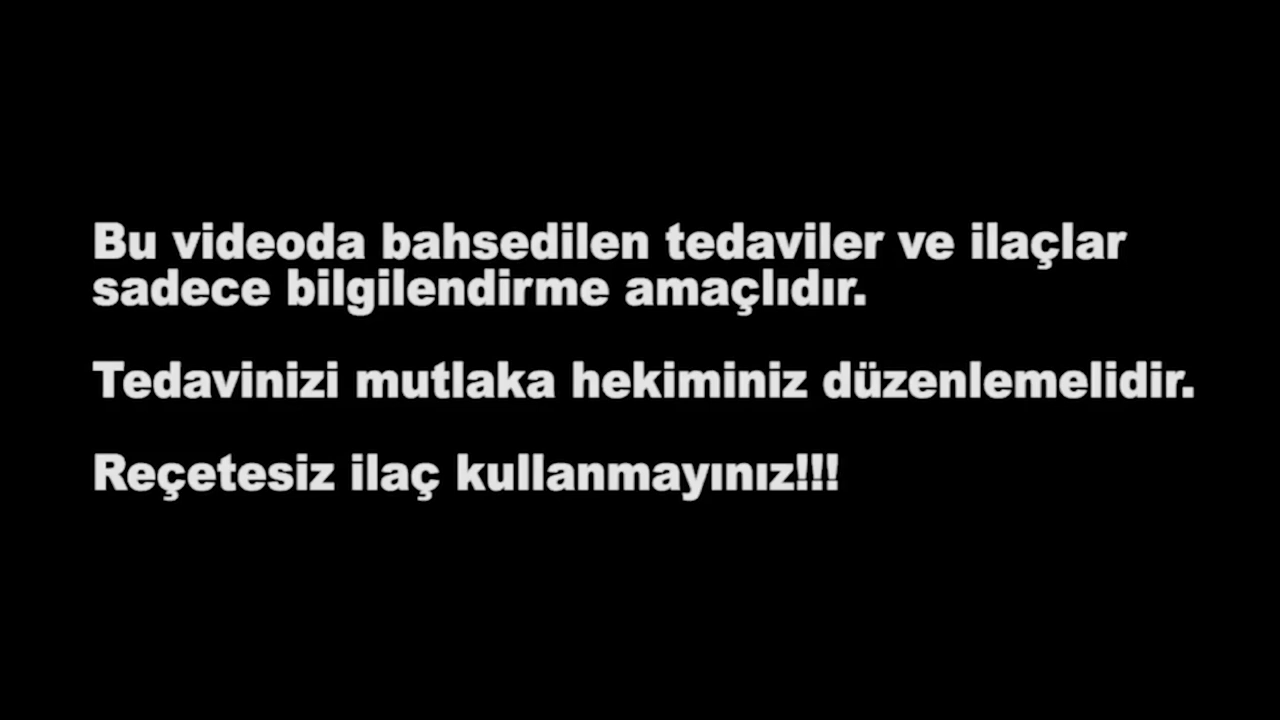 Bu videoda bahsedilen tedaviler ve ilaçlar
sadece bilgilendirme amaçlıdır.
Tedavinizi mutlaka hekiminiz düzenlemelidir.
Reçetesiz ilaç kullanmayınız!!!